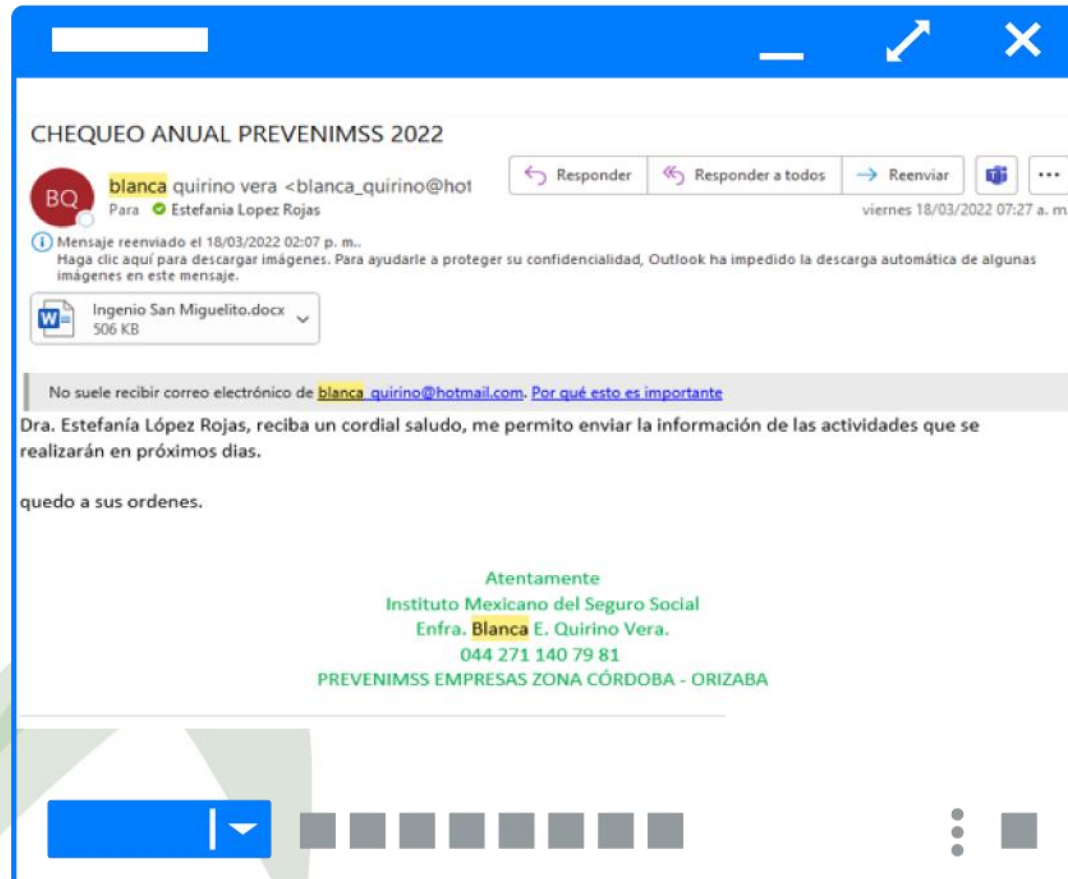 CHEQUEO ANUAL PREVENIMSS 2022
BQ
blanca quirino vera <blanca_quirino@hot
Responder
Responder a todos
Reenviar
Para Estefania Lopez Rojas
viernes 18/03/2022 07:27 a. m.
Mensaje reenviado el 18/03/2022 02:07 p. m..
Haga clic aquí para descargar imágenes. Para ayudarle a proteger su confidencialidad, Outlook ha impedido la descarga automática de algunas
imágenes en este mensaje.
Ingenio San Miguelito.docx
506 KB
No suele recibir correo electrónico de blanca_quirino@hotmail.com. Por qué esto es importante
Dra. Estefanía López Rojas, reciba un cordial saludo, me permito enviar la información de las actividades que se
realizarán en próximos dias.
quedo a sus ordenes.
Atentamente
Instituto Mexicano del Seguro Social
Enfra. Blanca E. Quirino Vera.
044 271 140 79 81
PREVENIMSS EMPRESAS ZONA CÓRDOBA - ORIZABA